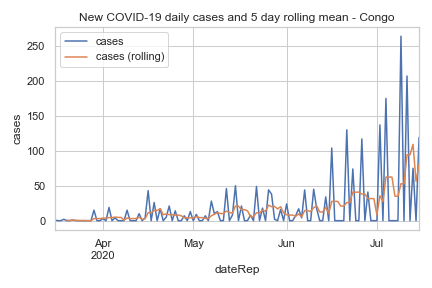 New COVID-19 daily cases and 5 day rolling mean - Congo
cases
cases (rolling)
250
200
150
100
50
0
cases
Apr
2020
May
Jun
Jul
dateRep